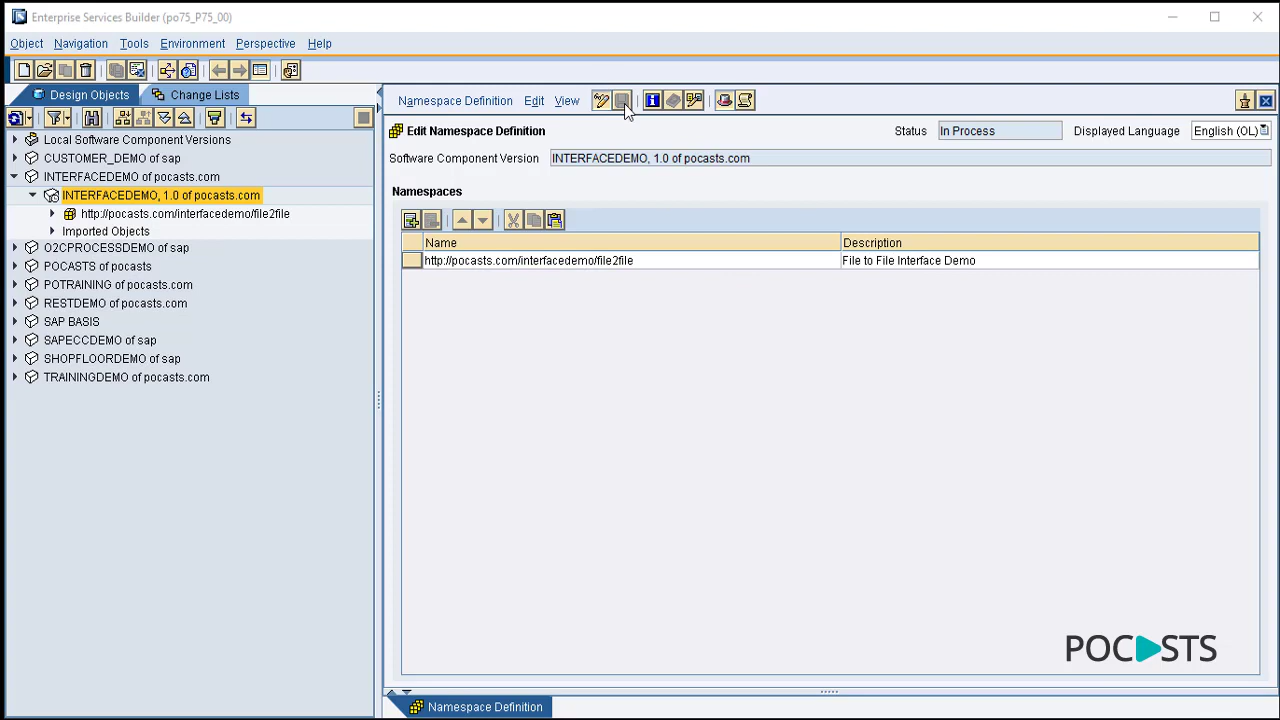 Enterprise Services Builder (po75_P75_00)
Object Navigation Tools Environment Perspective Help
Design Objects Change Lists
Local Software Component Versions
CUSTOMER_DEMO of sap
INTERFACEDEMO of pocasts.com
INTERFACEDEMO, 1.0 of pocasts.com
http://pocasts.com/interfacedemo/file2file
Imported Objects
O2CPROCESSDEMO of sap
POCASTS of pocasts
POTRAINING of pocasts.com
RESTDEMO of pocasts.com
SAP BASIS
SAPECCDEMO of sap
SHOPFLOORDEMO of sap
TRAININGDEMO of pocasts.com
Namespace Definition Edit View
Edit Namespace Definition Status In Process Displayed Language English (OL)
Software Component Version INTERFACEDEMO, 1.0 of pocasts.com
Namespaces
Name Description
http://pocasts.com/interfacedemo/file2file File to File Interface Demo
POCASTS
Namespace Definition